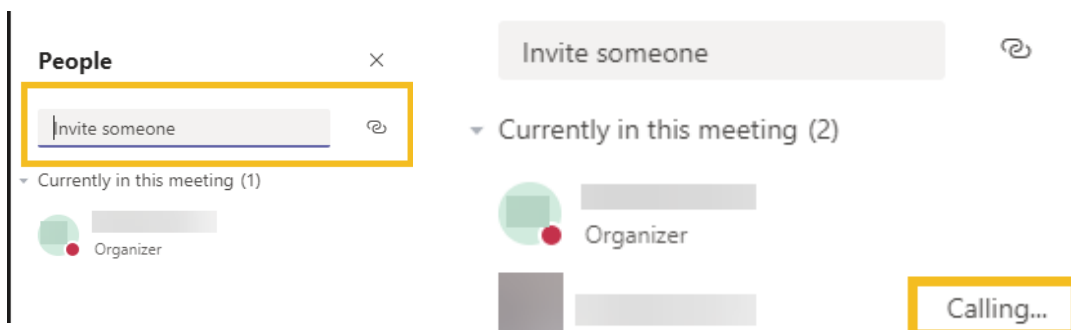 People
Invite someone
Currently in this meeting (1)
Organizer
Invite someone
Currently in this meeting (2)
Organizer
Calling...